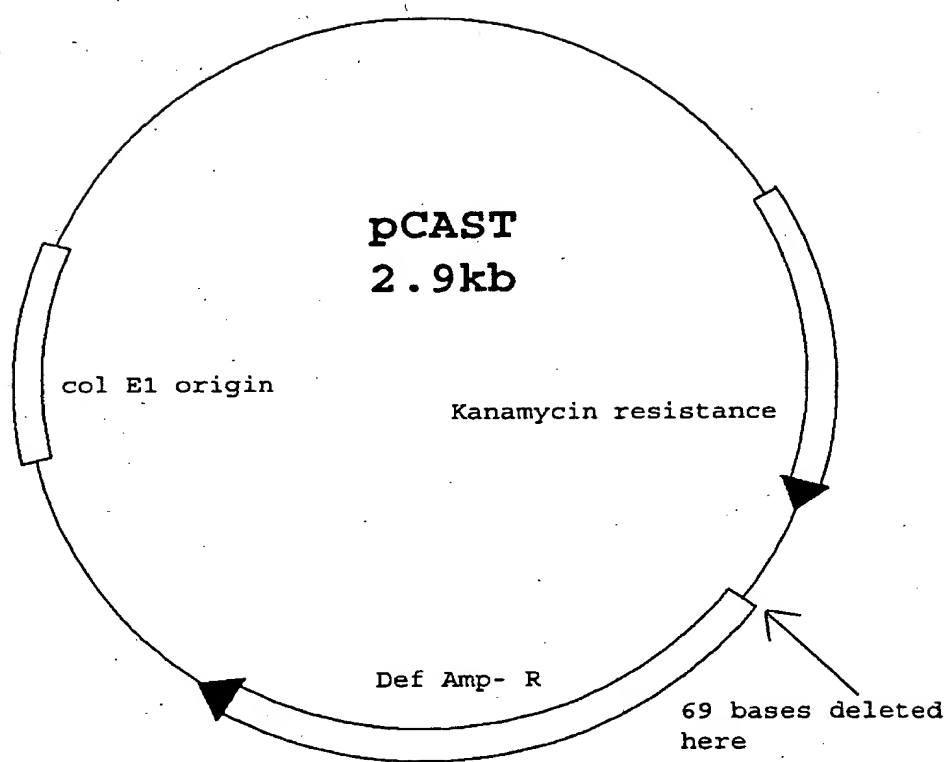 pCAST
2.9kb
col E1 origin
Kanamycin resistance
Def Amp- R
69 bases deleted
here